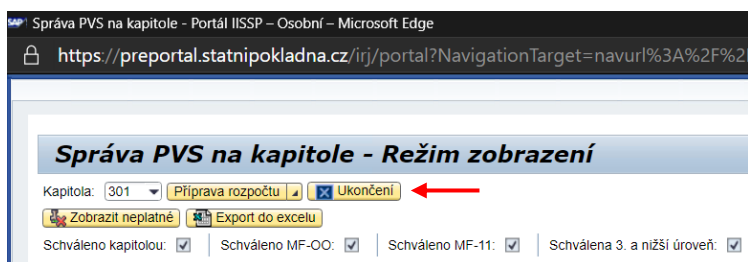 SAP Správa PVS na kapitole - Portál IISSP – Osobní – Microsoft Edge
https://preportal.statnipokladna.cz/irj/portal?NavigationTarget=navurl%3A%2F%2
Správa PVS na kapitole - Režim zobrazení
Kapitola: 301 Příprava rozpočtu Ukončení
Zobrazit neplatné Export do excelu
Schváleno kapitolou: Schváleno MF-OO: Schváleno MF-11: Schválena 3. a nižší úroveň: